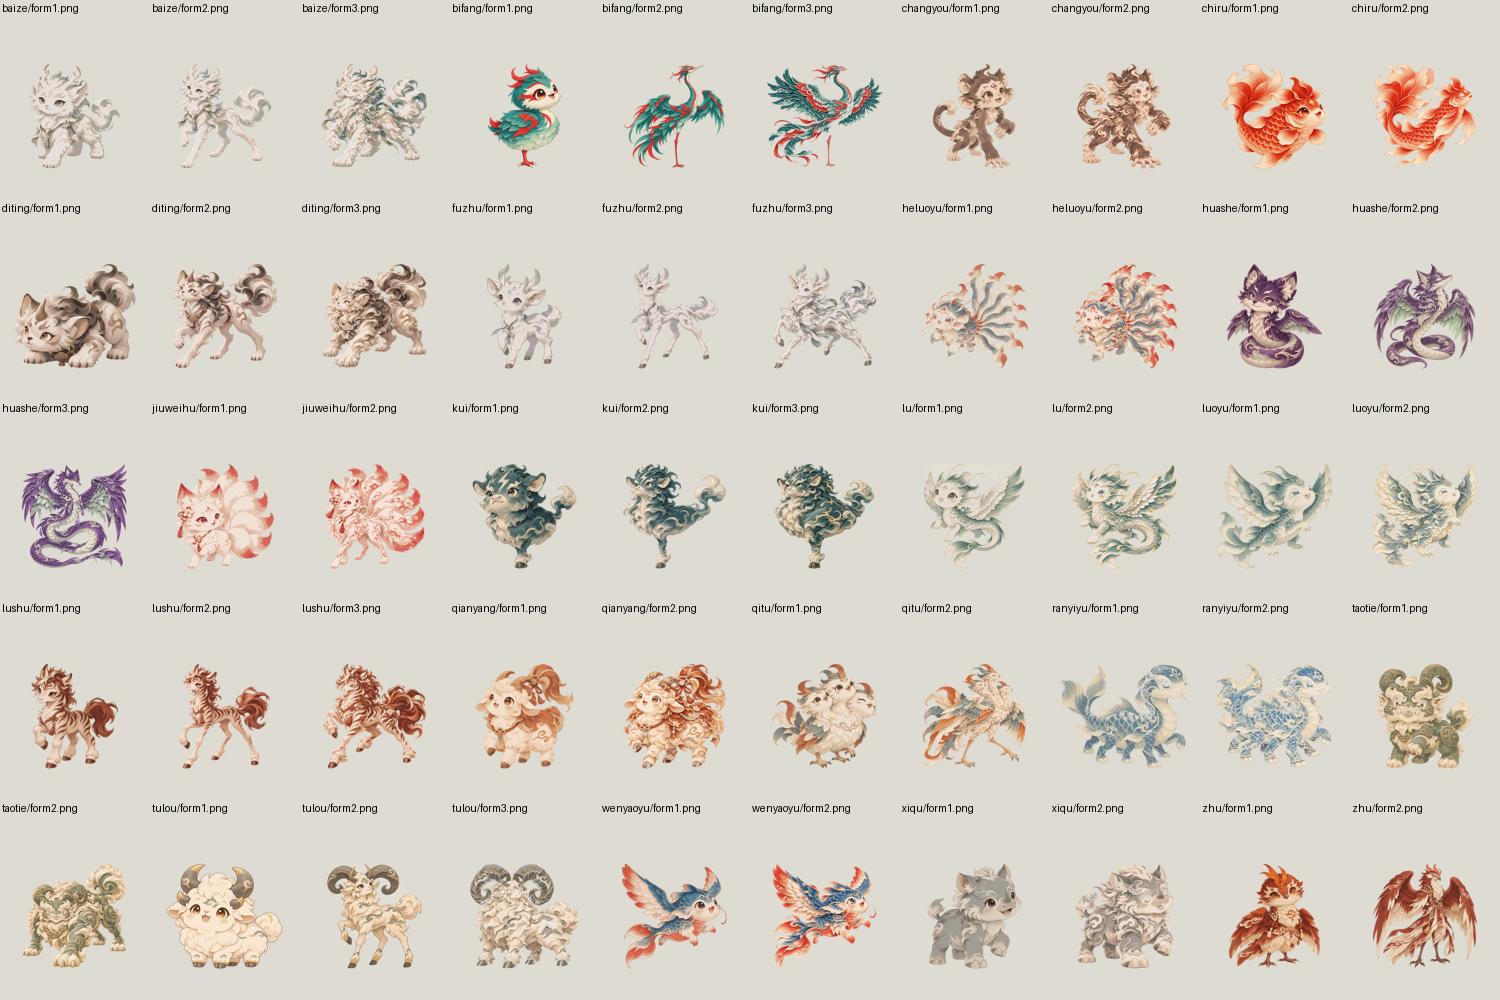 baize/form1.png
baize/form2.png
baize/form3.png
bifang/form1.png
bifang/form2.png
bifang/form3.png
changyou/form1.png
changyou/form2.png
chiru/form1.png
chiru/form2.png
diting/form1.png
diting/form2.png
diting/form3.png
fuzhu/form1.png
fuzhu/form2.png
fuzhu/form3.png
heluoyu/form1.png
heluoyu/form2.png
huashe/form1.png
huashe/form2.png
huashe/form3.png
jiuweihu/form1.png
jiuweihu/form2.png
kui/form1.png
kui/form2.png
kui/form3.png
lu/form1.png
lu/form2.png
luoyu/form1.png
luoyu/form2.png
lushu/form1.png
lushu/form2.png
lushu/form3.png
qianyang/form1.png
qianyang/form2.png
qitu/form1.png
qitu/form2.png
ranyiyu/form1.png
ranyiyu/form2.png
taotie/form1.png
taotie/form2.png
tulou/form1.png
tulou/form2.png
tulou/form3.png
wenyaoyu/form1.png
wenyaoyu/form2.png
xiqu/form1.png
xiqu/form2.png
zhu/form1.png
zhu/form2.png